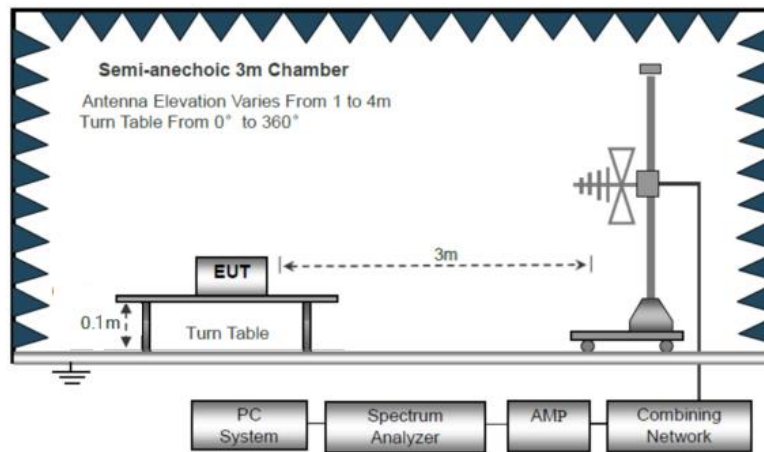 Semi-anechoic 3m Chamber
Antenna Elevation Varies From 1 to 4m
Turn Table From 0° to 360°
3m
EUT
0.1m
Turn Table
PC
System
Spectrum
Analyzer
AMP
Combining
Network